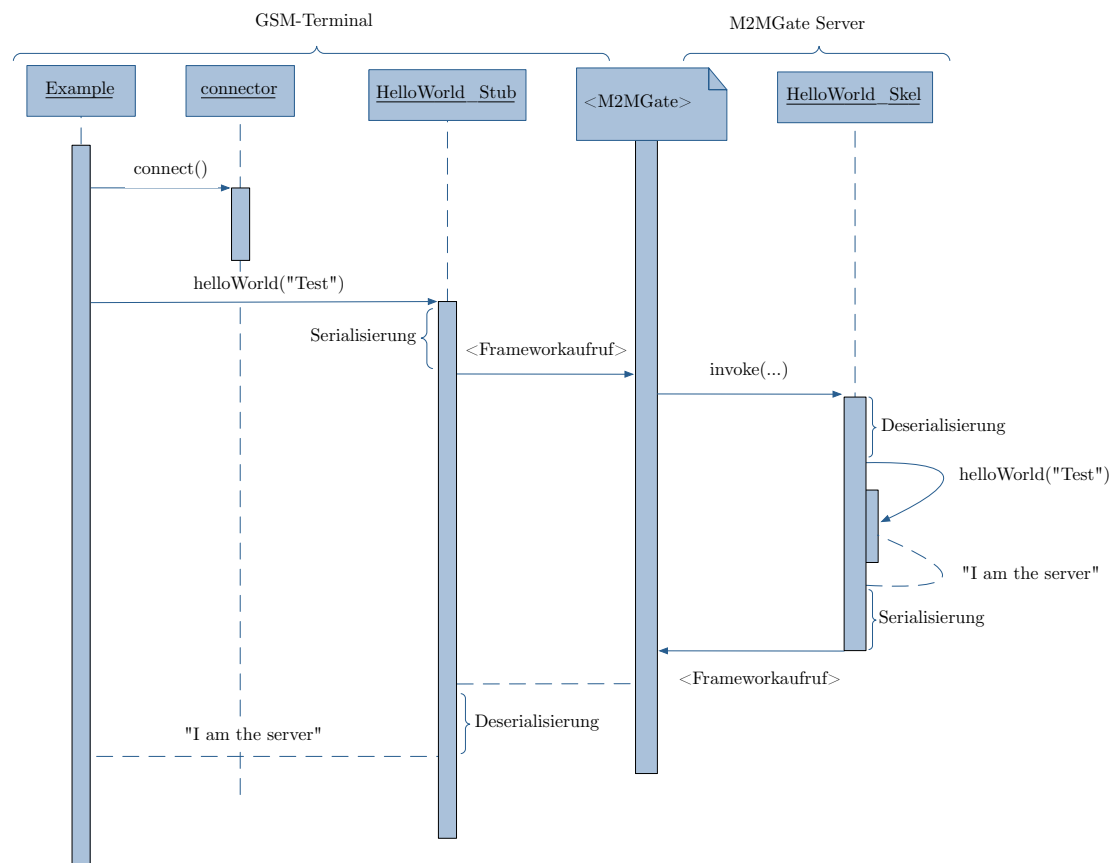 GSM-Terminal
M2MGate Server
Example
connector
HelloWorld_Stub
<M2MGate>
HelloWorld_Skel
connect()
helloWorld("Test")
Serialisierung
<Frameworkaufruf>
invoke(...)
Deserialisierung
helloWorld("Test")
"I am the server"
Serialisierung
<Frameworkaufruf>
Deserialisierung
"I am the server"